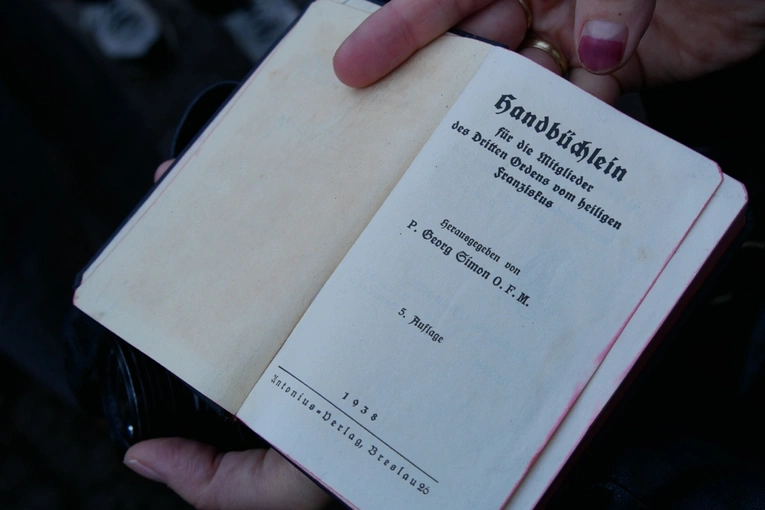 Handbüchlein
für die Mitglieder
des Dritten Ordens vom heiligen
Franziskus
Herausgegeben von
P. Georg Simon O. F. M.
5. Auflage
1938
Antonius=Verlag, Breslau 26